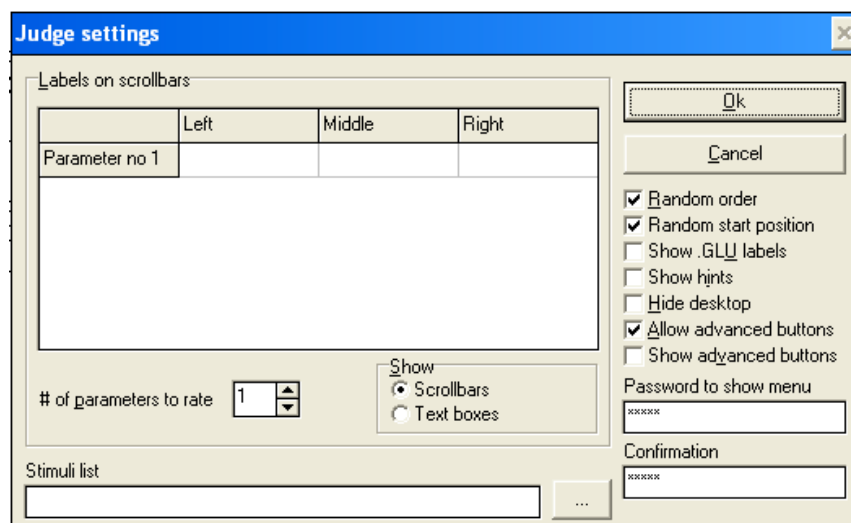 Judge settings
Labels on scrollbars
Left Middle Right
Parameter no 1
# of parameters to rate 1
Show
Scrollbars
Text boxes
Stimuli list
...
Ok
Cancel
Random order
Random start position
Show .GLU labels
Show hints
Hide desktop
Allow advanced buttons
Show advanced buttons
Password to show menu
*****
Confirmation
*****